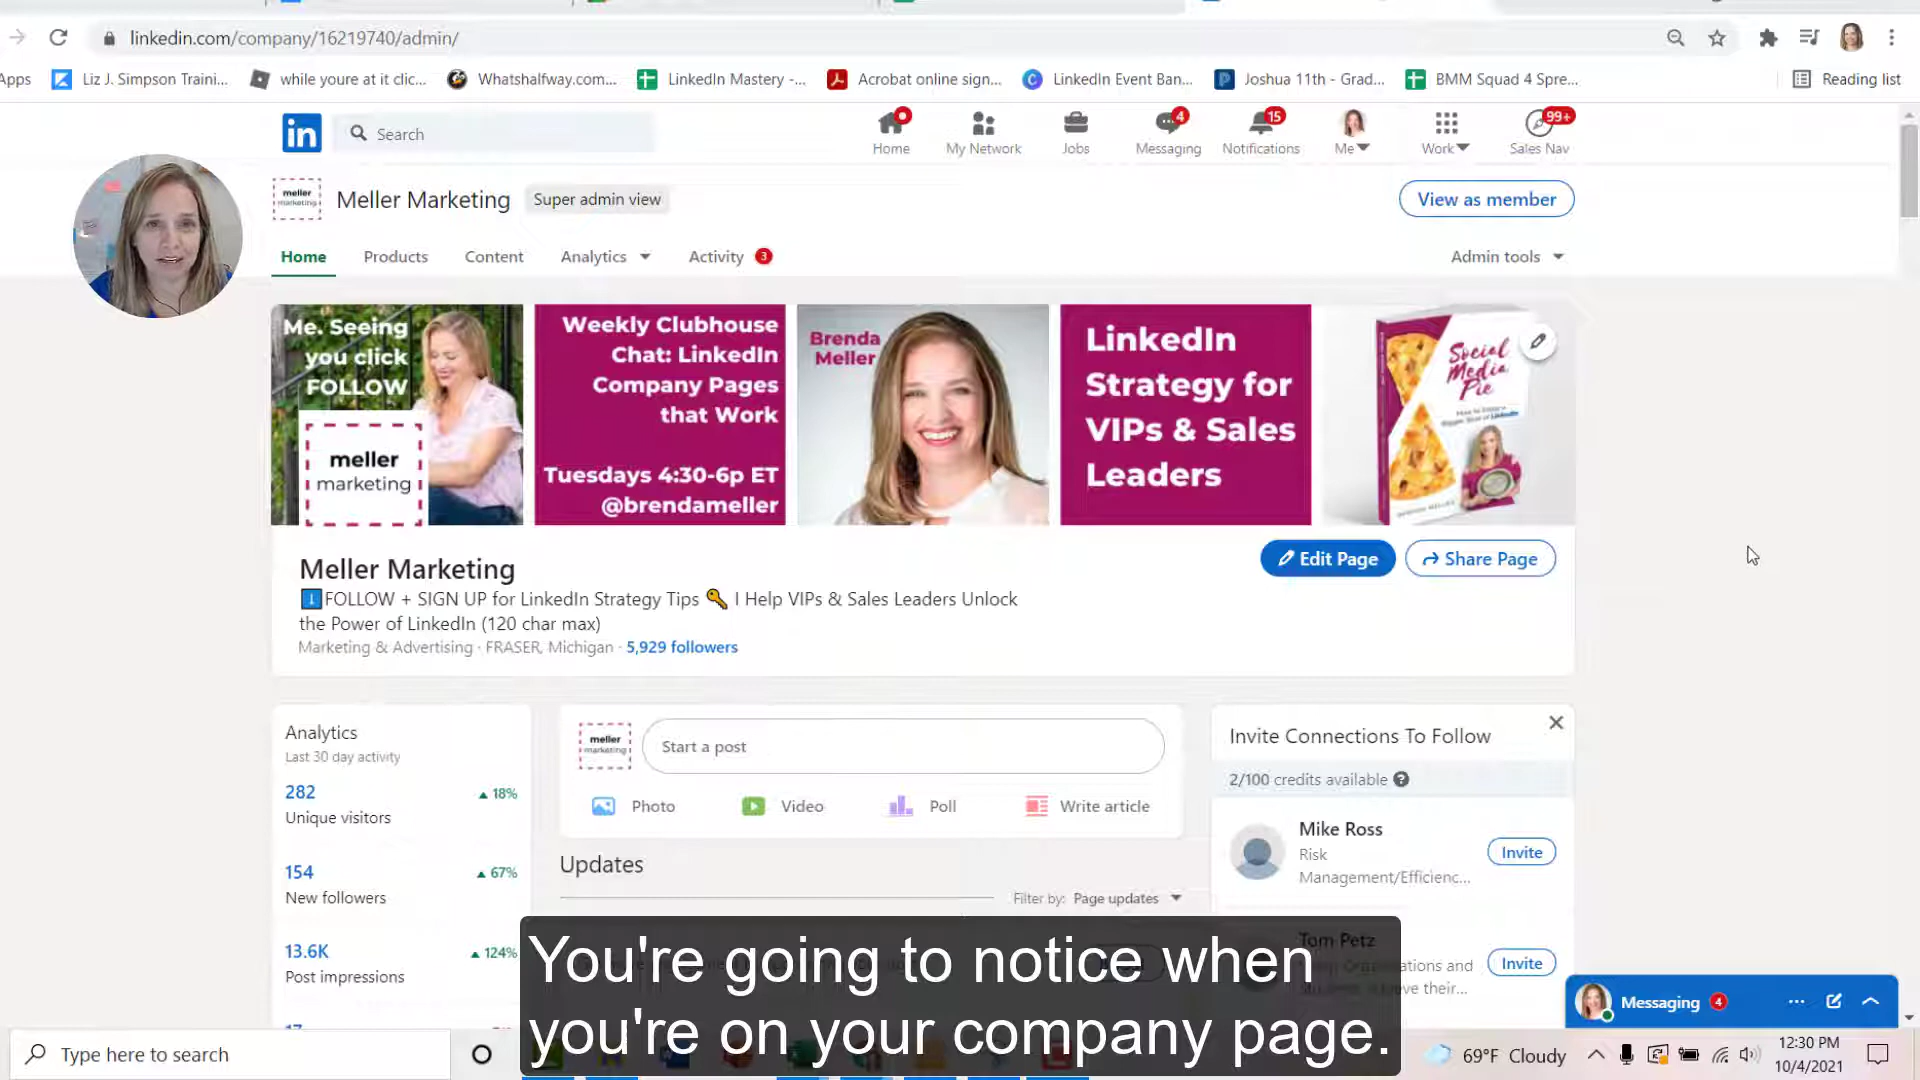 linkedin.com/company/16219740/admin/
Apps
Liz J. Simpson Traini...
while youre at it clic...
Whatshalfway.com...
LinkedIn Mastery -...
Acrobat online sign...
LinkedIn Event Ban...
Joshua 11th - Grad...
BMM Squad 4 Spre...
Reading list
in
Search
Home
My Network
Jobs
4
Messaging
15
Notifications
Me
Work
99+
Sales Nav
meller
marketing
Meller Marketing
Super admin view
View as member
Home
Products
Content
Analytics
Activity
3
Admin tools
Me. Seeing
you click
FOLLOW
meller
marketing
Weekly Clubhouse
Chat: LinkedIn
Company Pages
that Work
Tuesdays 4:30-6p ET
@brendameller
Brenda
Meller
LinkedIn
Strategy for
VIPs & Sales
Leaders
Social
Media
Pie
Meller Marketing
Edit Page
Share Page
FOLLOW + SIGN UP for LinkedIn Strategy Tips 🔑 I Help VIPs & Sales Leaders Unlock
the Power of LinkedIn (120 char max)
Marketing & Advertising · FRASER, Michigan · 5,929 followers
Analytics
Last 30 day activity
282
18%
Unique visitors
154
67%
New followers
13.6K
124%
Post impressions
meller
marketing
Start a post
Photo
Video
Poll
Write article
Updates
Filter by: Page updates
Invite Connections To Follow
2/100 credits available
Mike Ross
Risk
Management/Efficienc...
Invite
Tom Petz
Invite
You're going to notice when
you're on your company page.
Messaging
4
Type here to search
69°F Cloudy
12:30 PM
10/4/2021